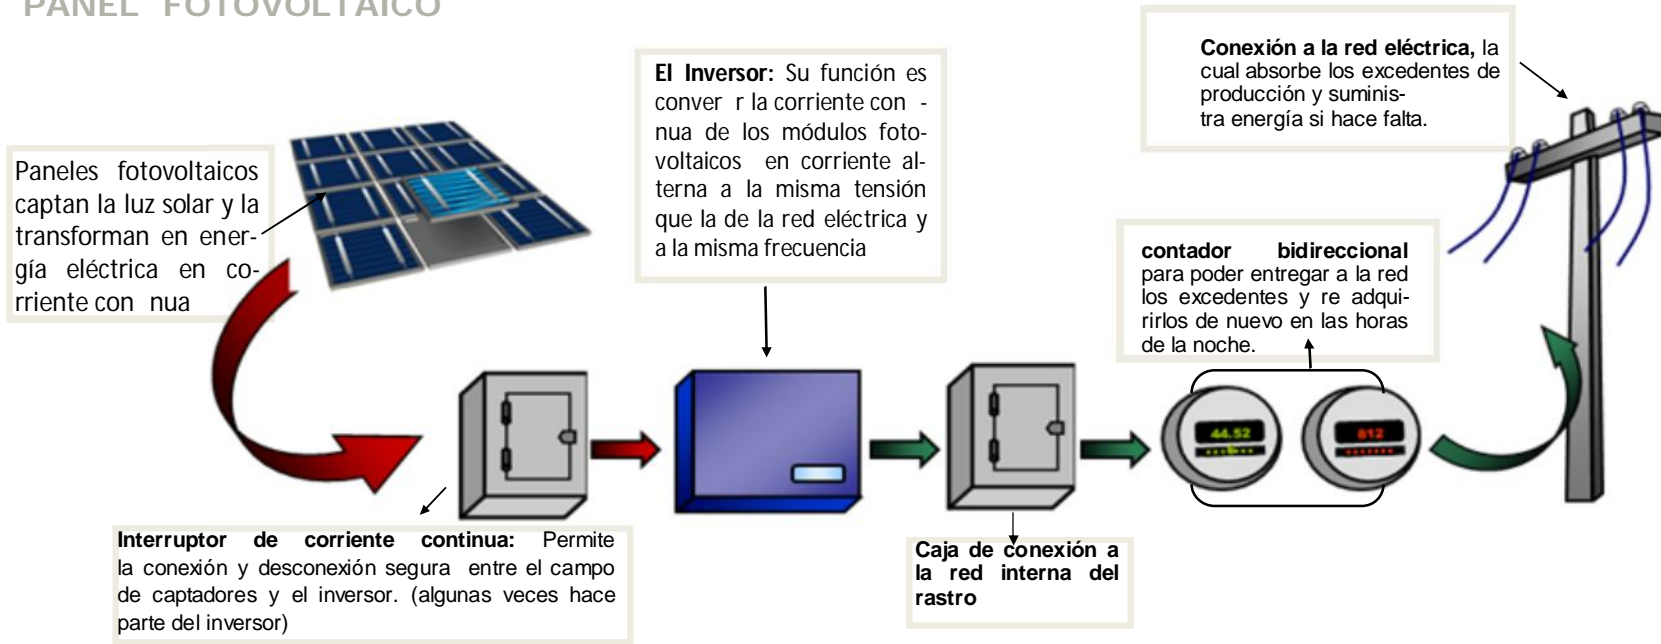 PANEL FOTOVOLTAICO
Paneles fotovoltaicos
captan la luz solar y la
transforman en ener-
gía eléctrica en co-
rriente con nua
El Inversor: Su función es
conver r la corriente con -
nua de los módulos foto-
voltaicos en corriente al-
terna a la misma tensión
que la de la red eléctrica y
a la misma frecuencia
Conexión a la red eléctrica, la
cual absorbe los excedentes de
producción y suminis-
tra energía si hace falta.
contador bidireccional
para poder entregar a la red
los excedentes y re adqui-
rirlos de nuevo en las horas
de la noche.
44.52
812
Interruptor de corriente continua: Permite
la conexión y desconexión segura entre el campo
de captadores y el inversor. (algunas veces hace
parte del inversor)
Caja de conexión a
la red interna del
rastro